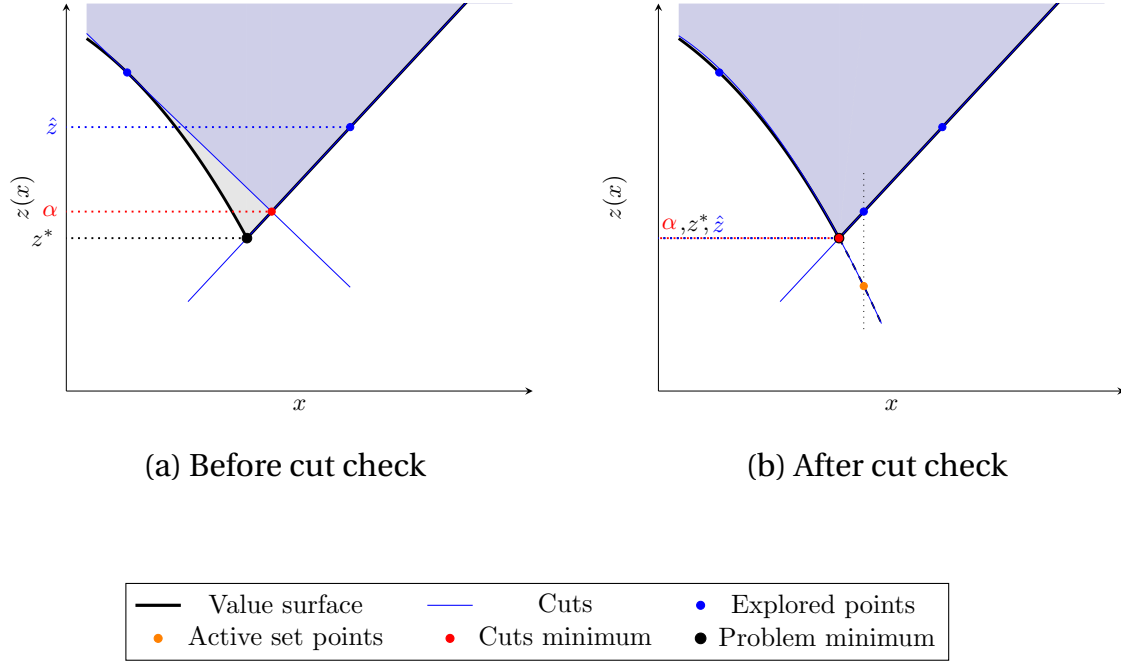 z(x)
ẑ
α
z*
x
(a) Before cut check
z(x)
α ,z*,ẑ
x
(b) After cut check
Value surface Cuts Explored points
Active set points Cuts minimum Problem minimum